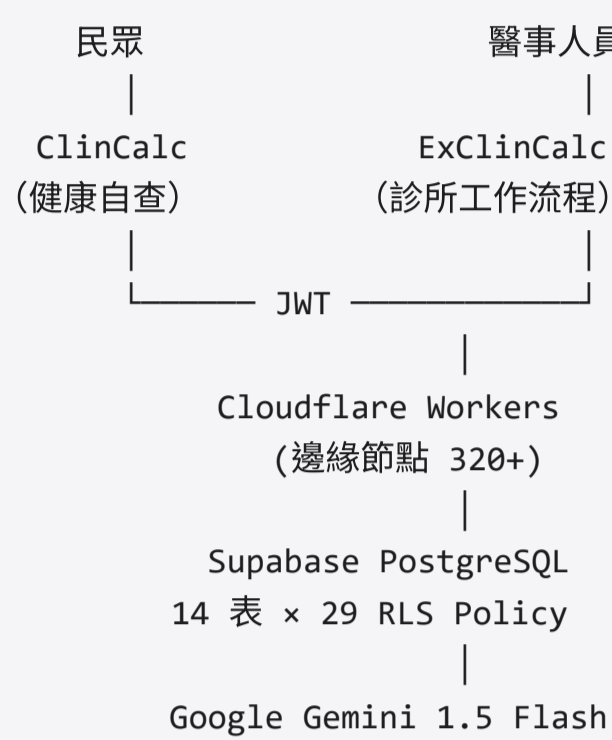 民眾 醫事人員
ClinCalc ExClinCalc
(健康自查) (診所工作流程)
JWT
Cloudflare Workers
(邊緣節點 320+)
Supabase PostgreSQL
14 表 × 29 RLS Policy
Google Gemini 1.5 Flash